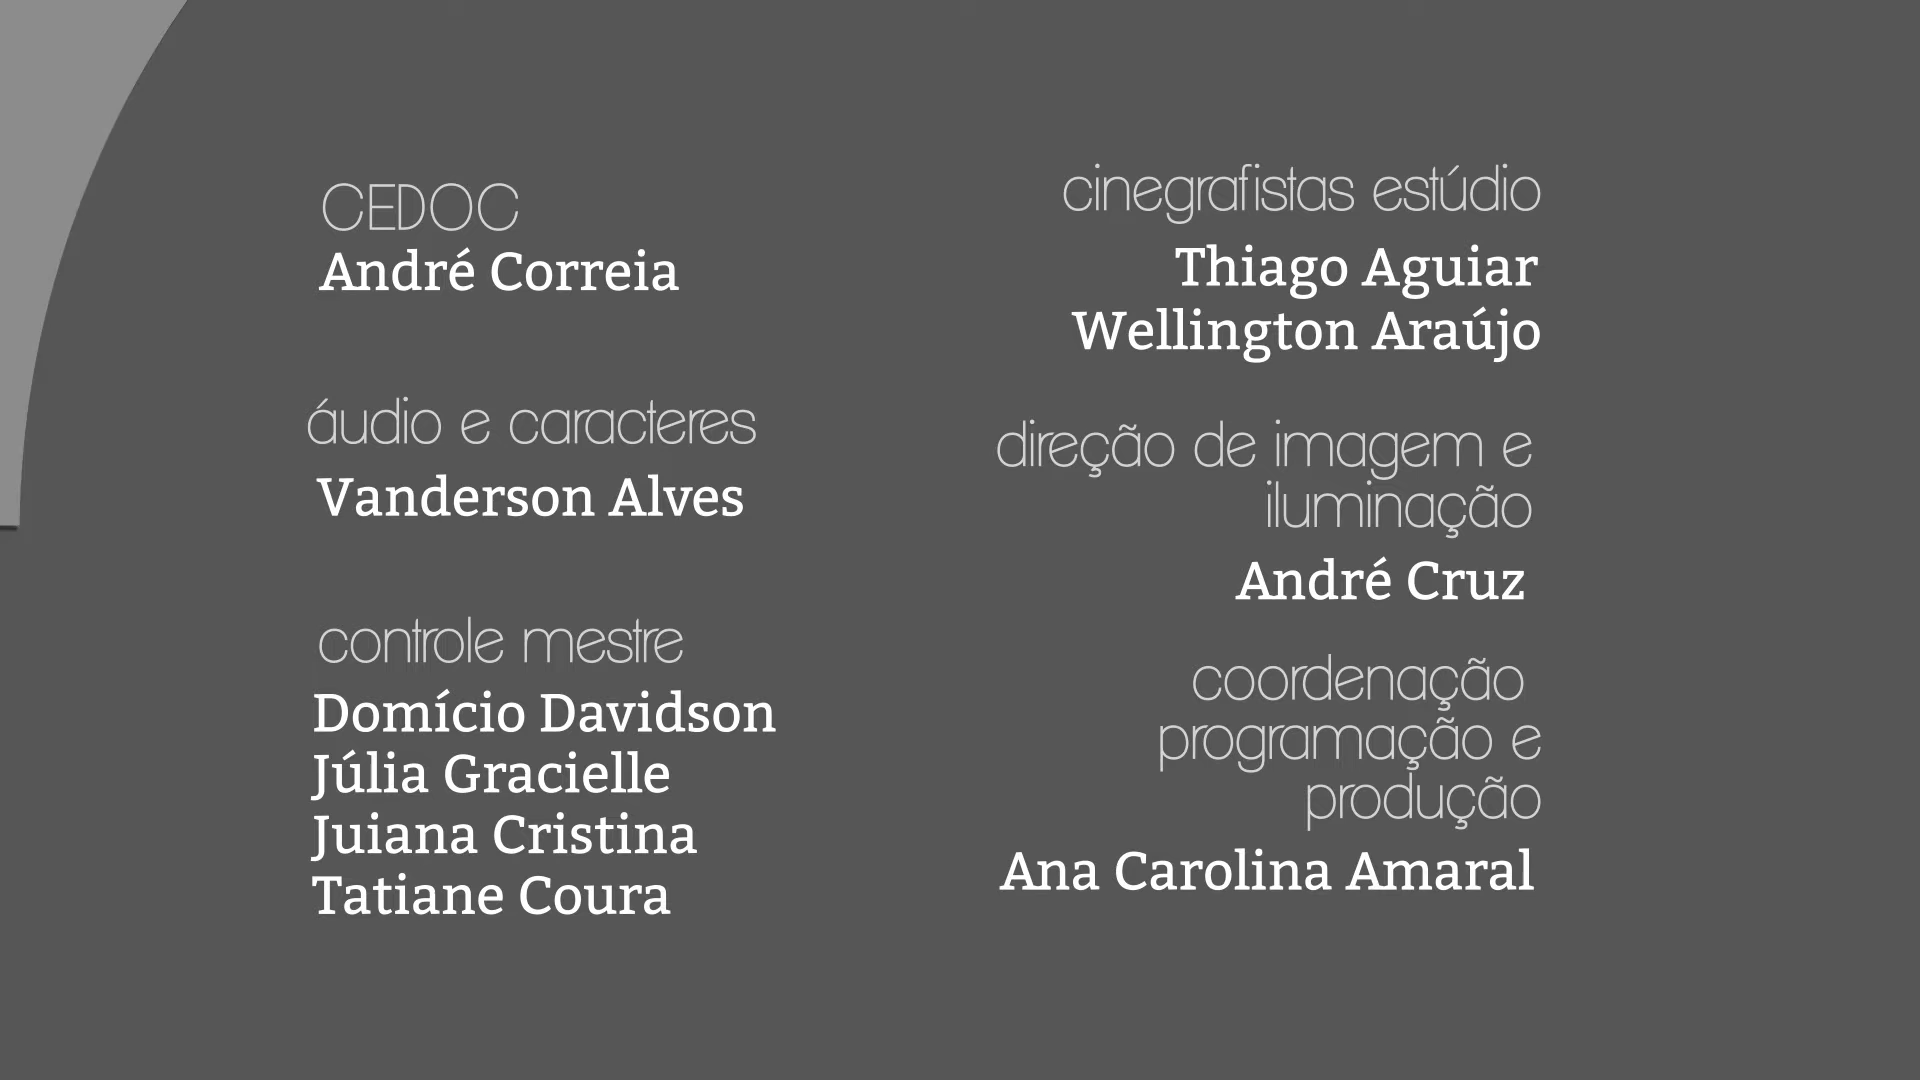 CEDOC
André Correia
áudio e caracteres
Vanderson Alves
controle mestre
Domício Davidson
Júlia Gracielle
Juiana Cristina
Tatiane Coura
cinegrafistas estúdio
Thiago Aguiar
Wellington Araújo
direção de imagem e
iluminação
André Cruz
coordenação
programação e
produção
Ana Carolina Amaral